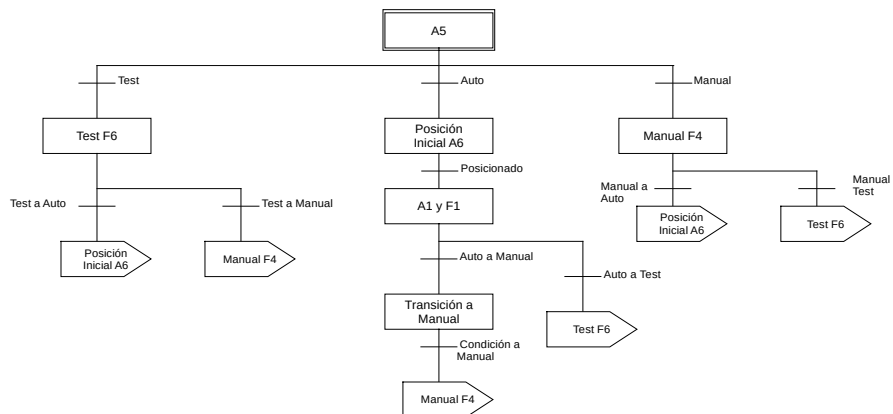 A5
Test
Auto
Manual
Test F6
Posición
Inicial A6
Manual F4
Posicionado
Manual a
Auto
Manual
Test
Test a Auto
Test a Manual
A1 y F1
Posición
Inicial A6
Test F6
Posición
Inicial A6
Manual F4
Auto a Manual
Auto a Test
Transición a
Manual
Test F6
Condición a
Manual
Manual F4